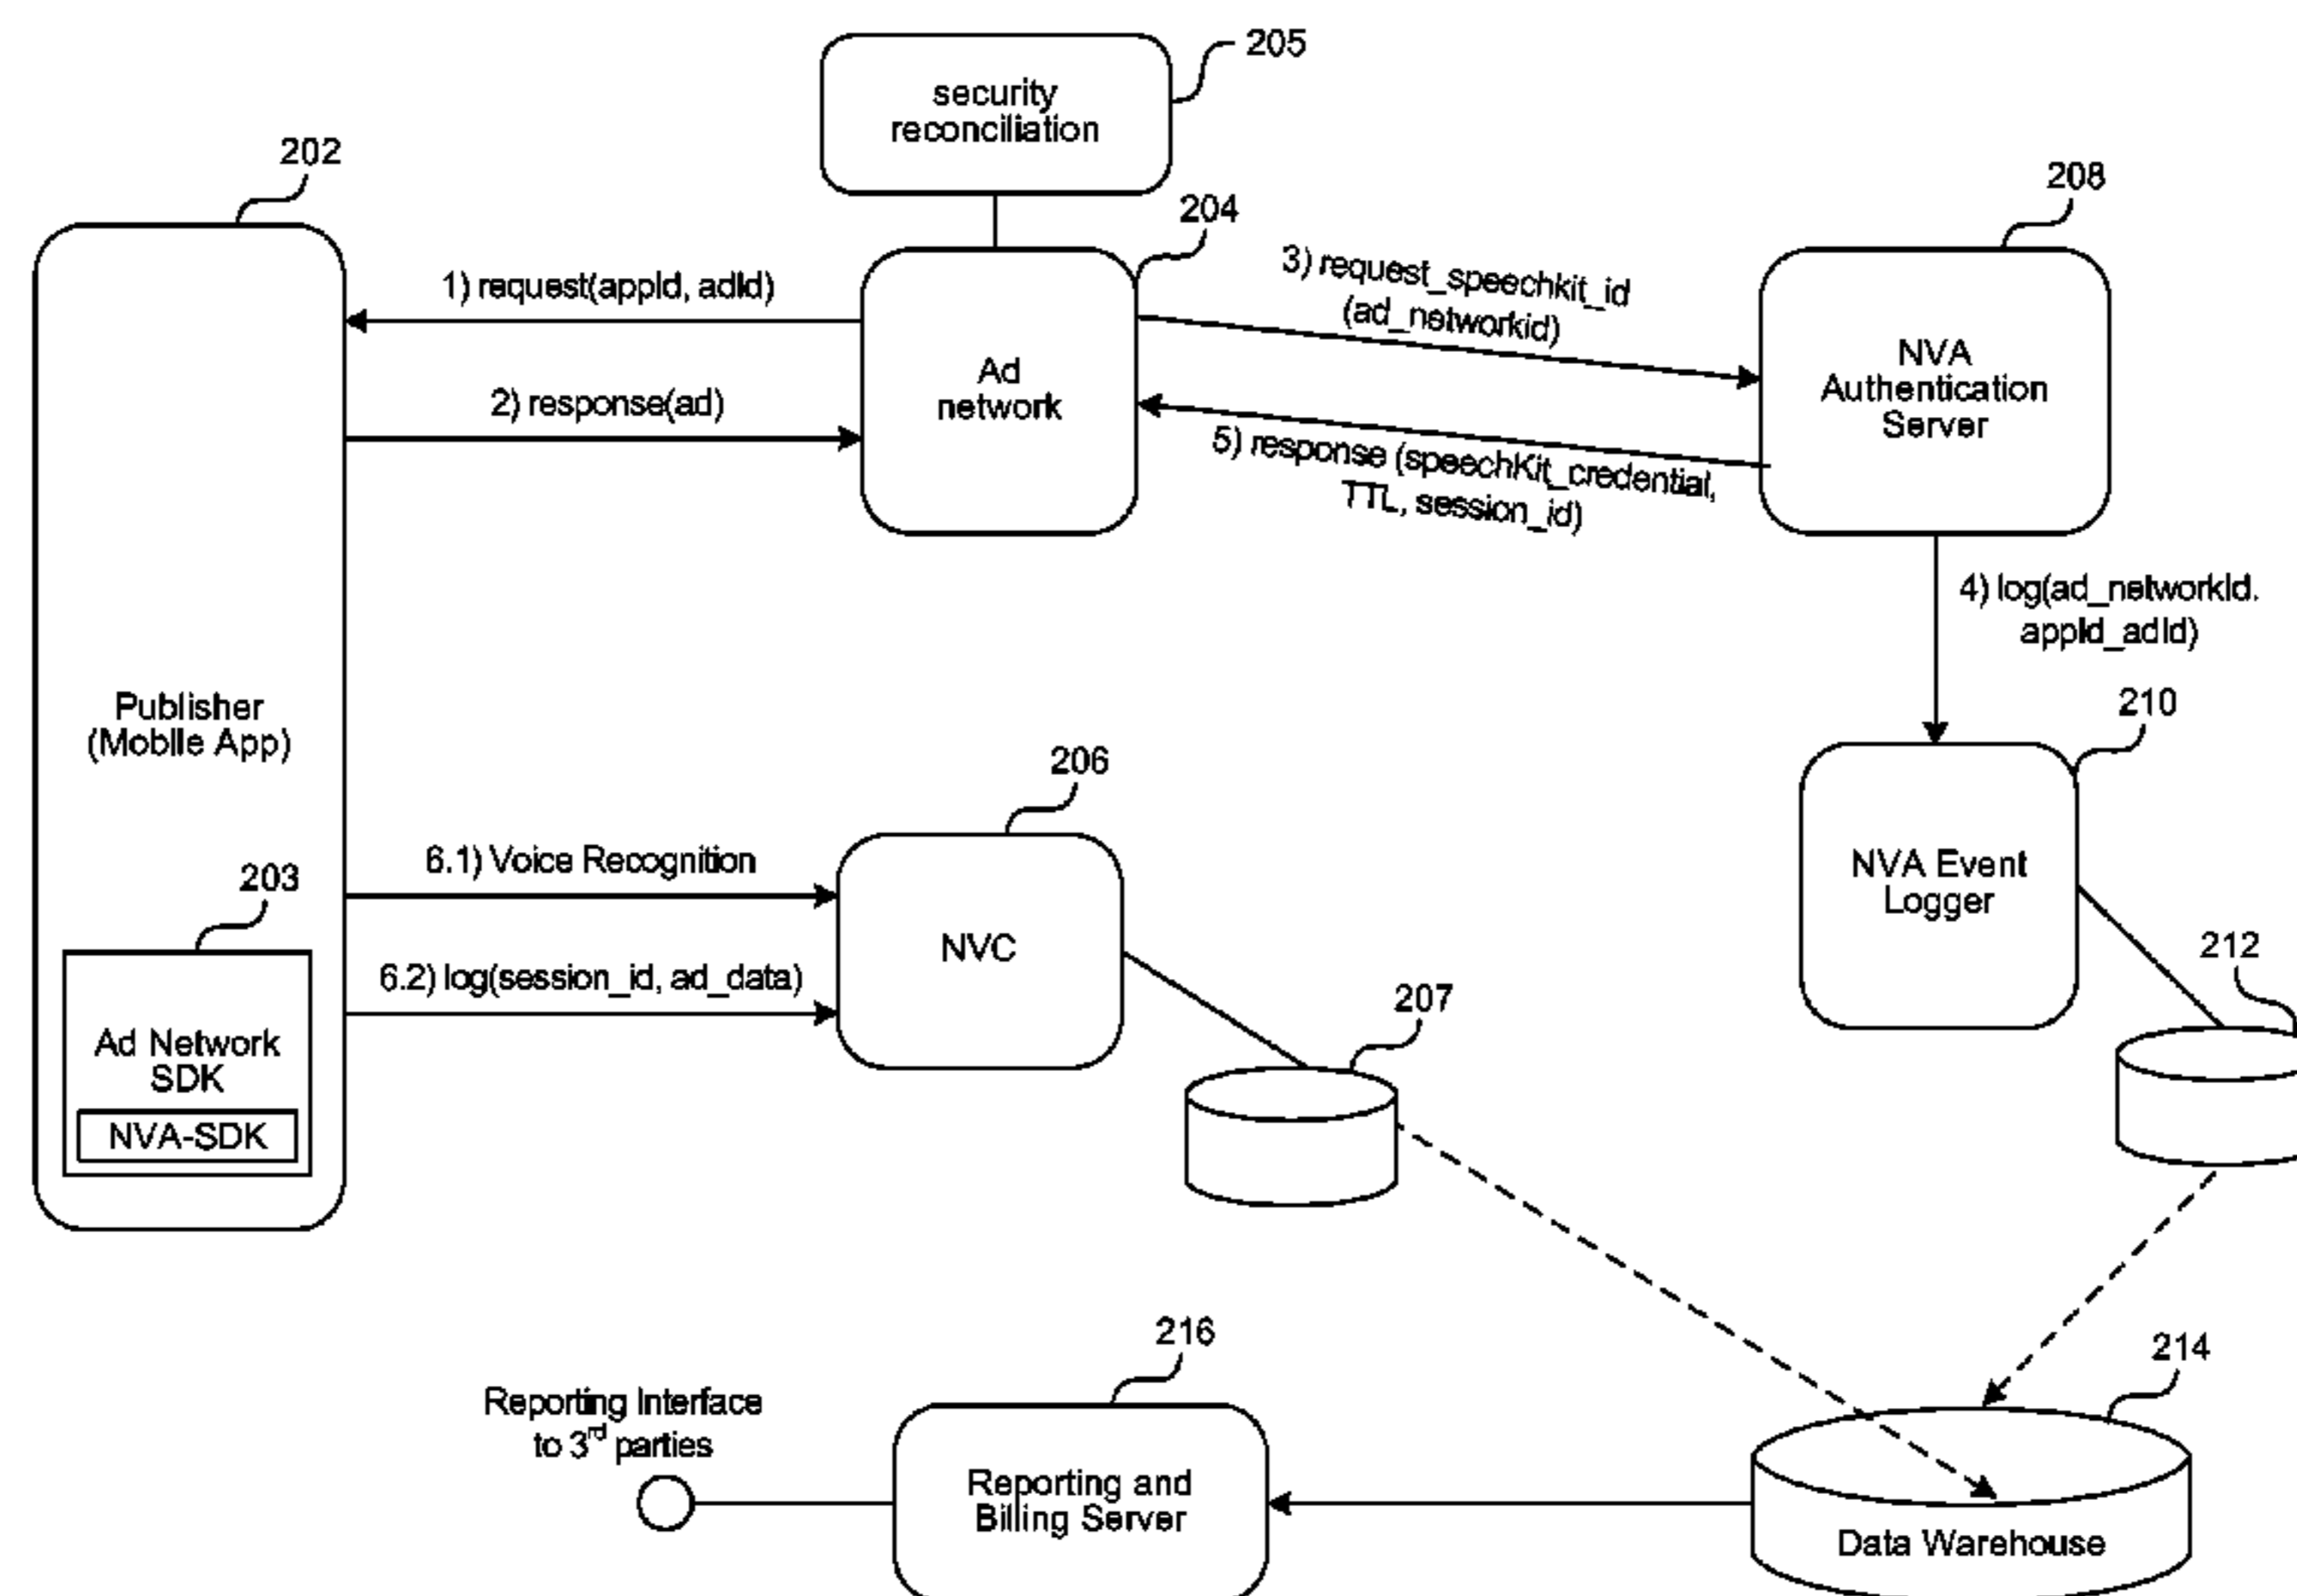 security
reconciliation
205
202
204
208
1) request(appId, adId)
2) response(ad)
Ad
network
3) request_speechkit_id
(ad_networkid)
5) response (speechKit_credential,
TTL, session_id)
NVA
Authentication
Server
4) log(ad_networkId.
appId_adId)
Publisher
(Mobile App)
210
206
6.1) Voice Recognition
NVA Event
Logger
203
NVC
6.2) log(session_id, ad_data)
212
207
Ad Network
SDK
NVA-SDK
216
214
Reporting Interface
to 3rd parties
Reporting and
Billing Server
Data Warehouse